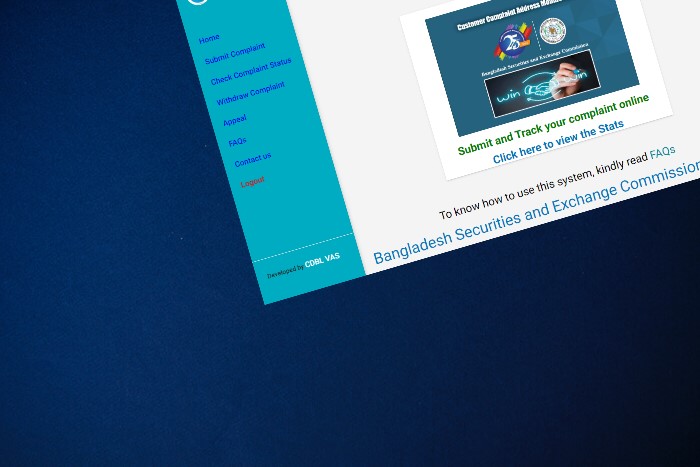 Home
Submit Complaint
Check Complaint Status
Withdraw Complaint
Appeal
FAQs
Contact us
Logout
Developed by CDBL VAS
Customer Complaint Address
25
Bangladesh Securities and Exchange Commission
win win
Submit and Track your complaint online
Click here to view the Stats
To know how to use this system, kindly read FAQs
Bangladesh Securities and Exchange Commission